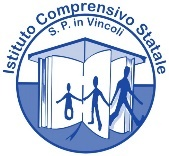 Istituto Comprensivo Statale
S. P. in Vincoli